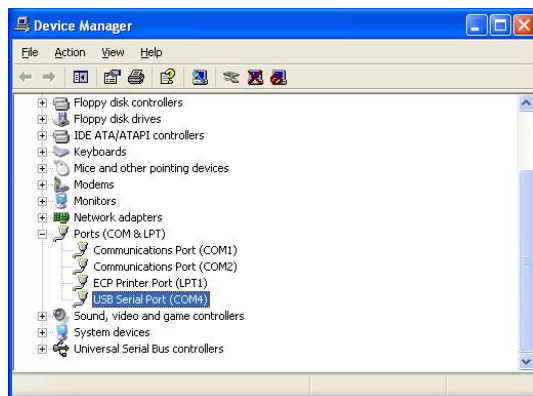 Device Manager
File Action View Help
Floppy disk controllers
Floppy disk drives
IDE ATA/ATAPI controllers
Keyboards
Mice and other pointing devices
Modems
Monitors
Network adapters
Ports (COM & LPT)
Communications Port (COM1)
Communications Port (COM2)
ECP Printer Port (LPT1)
USB Serial Port (COM4)
Sound, video and game controllers
System devices
Universal Serial Bus controllers